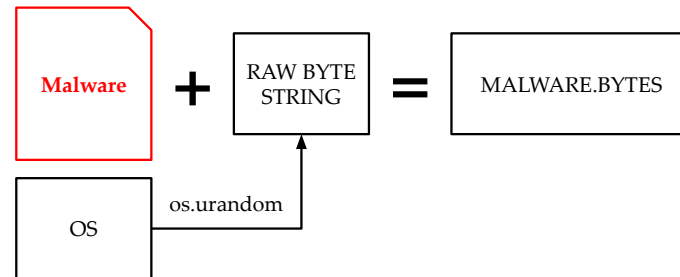 Malware
RAW BYTE
STRING
MALWARE.BYTES
os.urandom
OS